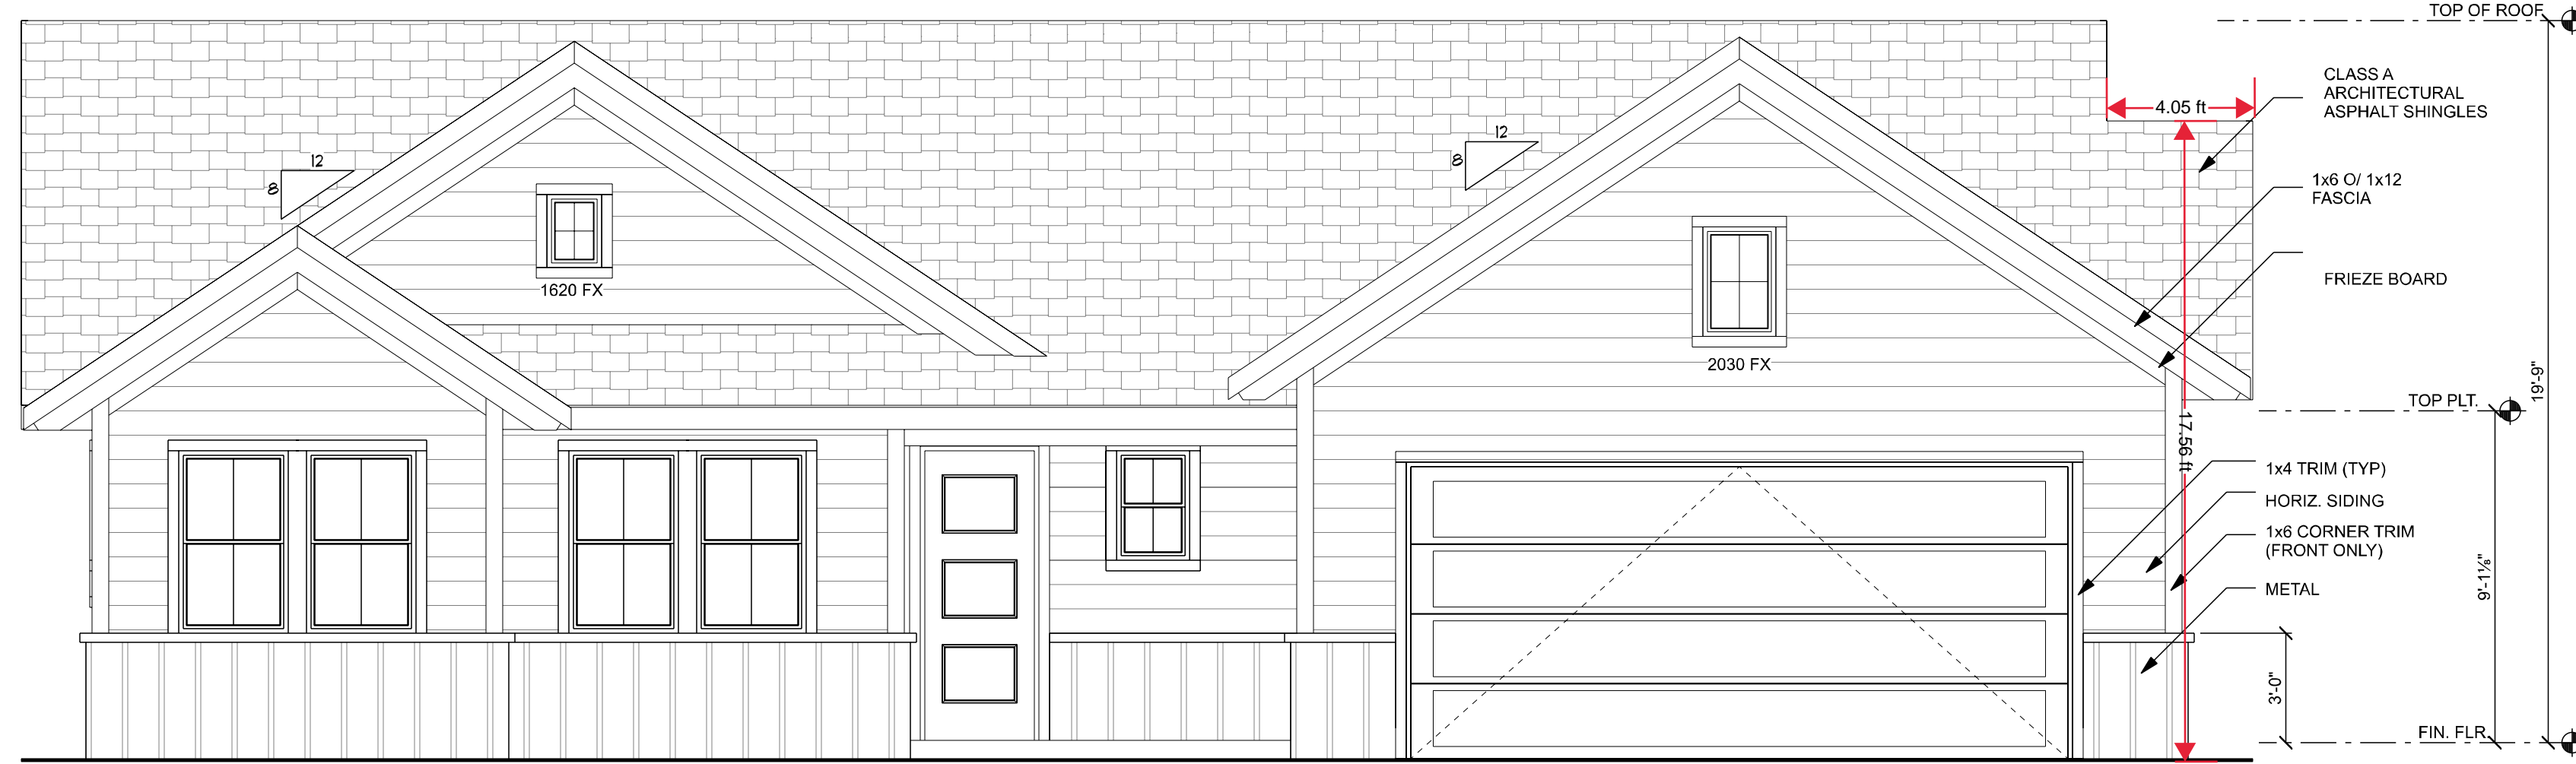 TOP OF ROOF
CLASS A
ARCHITECTURAL
ASPHALT SHINGLES
4.05 ft
12
8
12
8
1x6 O/ 1x12
FASCIA
FRIEZE BOARD
1620 FX
2030 FX
19'-9"
TOP PLT.
17.56 ft
1x4 TRIM (TYP)
HORIZ. SIDING
1x6 CORNER TRIM
(FRONT ONLY)
9'-1⅛"
METAL
3'-0"
FIN. FLR.